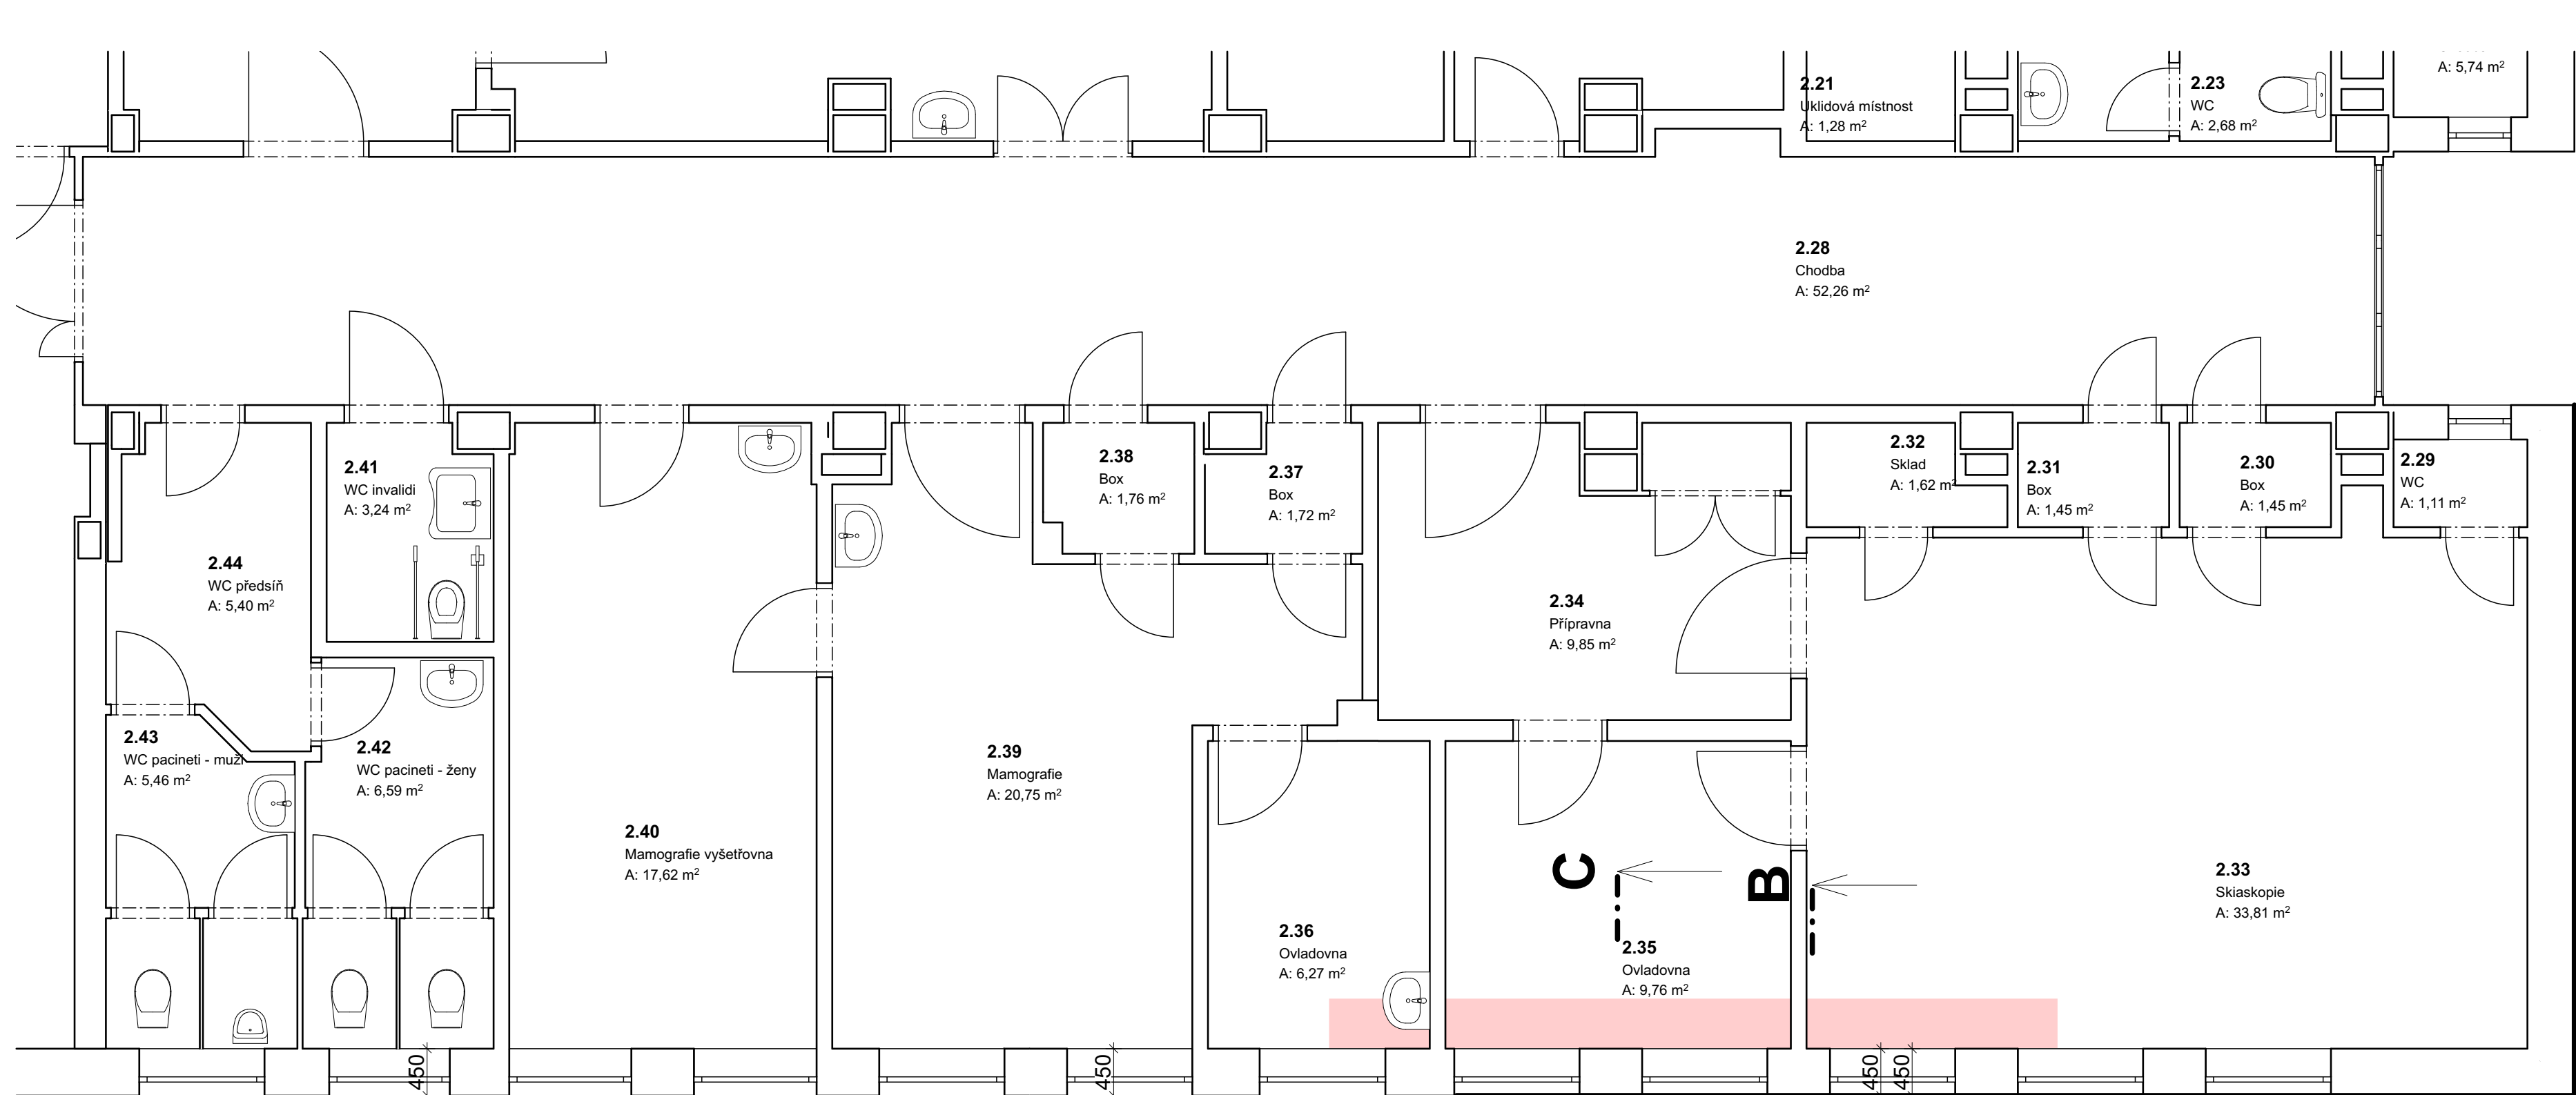 2.21
Uklidová místnost
A: 1,28 m²
2.23
WC
A: 2,68 m²
A: 5,74 m²
2.28
Chodba
A: 52,26 m²
2.41
WC invalidi
A: 3,24 m²
2.38
Box
A: 1,76 m²
2.37
Box
A: 1,72 m²
2.32
Sklad
A: 1,62 m²
2.31
Box
A: 1,45 m²
2.30
Box
A: 1,45 m²
2.29
WC
A: 1,11 m²
2.44
WC předsíň
A: 5,40 m²
2.34
Přípravna
A: 9,85 m²
2.43
WC pacineti - muži
A: 5,46 m²
2.42
WC pacineti - ženy
A: 6,59 m²
2.39
Mamografie
A: 20,75 m²
2.40
Mamografie vyšetřovna
A: 17,62 m²
C
B
2.33
Skiaskopie
A: 33,81 m²
2.36
Ovladovna
A: 6,27 m²
2.35
Ovladovna
A: 9,76 m²
450
450
450
450